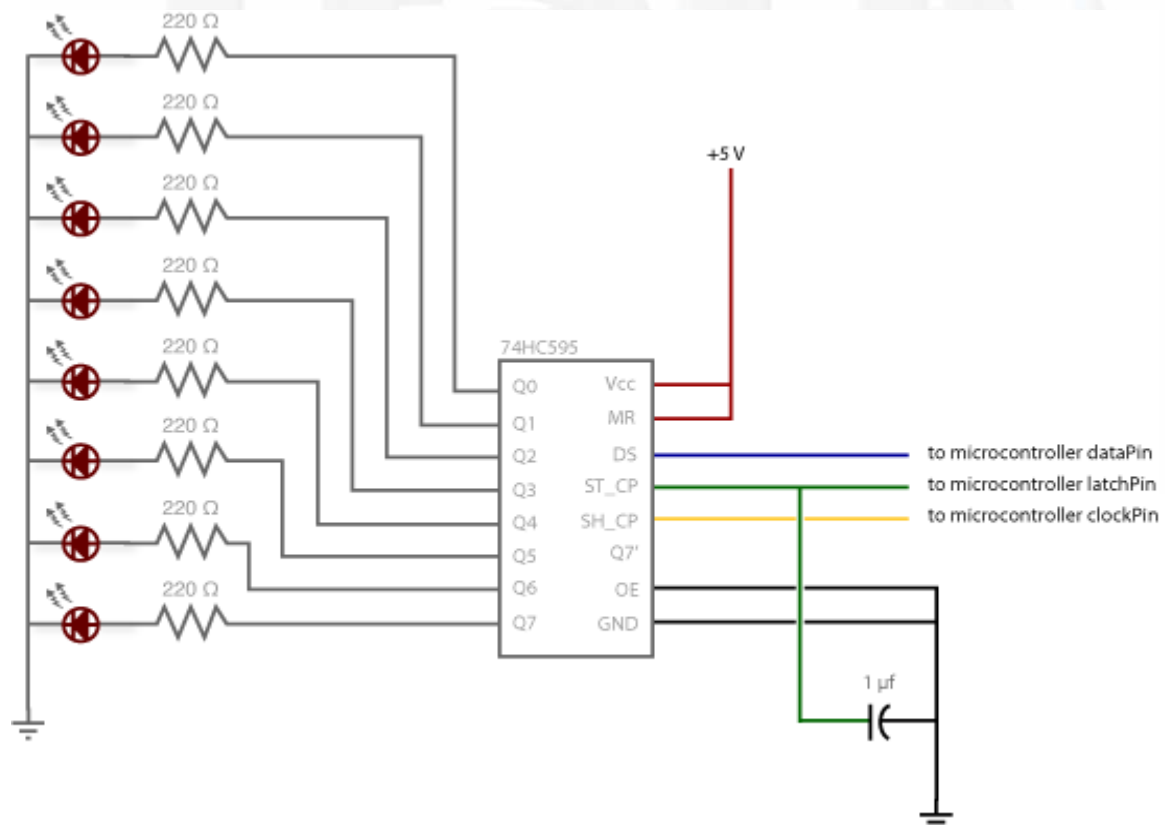 220 Ω
220 Ω
220 Ω
220 Ω
220 Ω
220 Ω
220 Ω
220 Ω
+5 V
74HC595
Q0
Q1
Q2
Q3
Q4
Q5
Q6
Q7
Vcc
MR
DS
ST_CP
SH_CP
Q7'
OE
GND
to microcontroller dataPin
to microcontroller latchPin
to microcontroller clockPin
1 µf